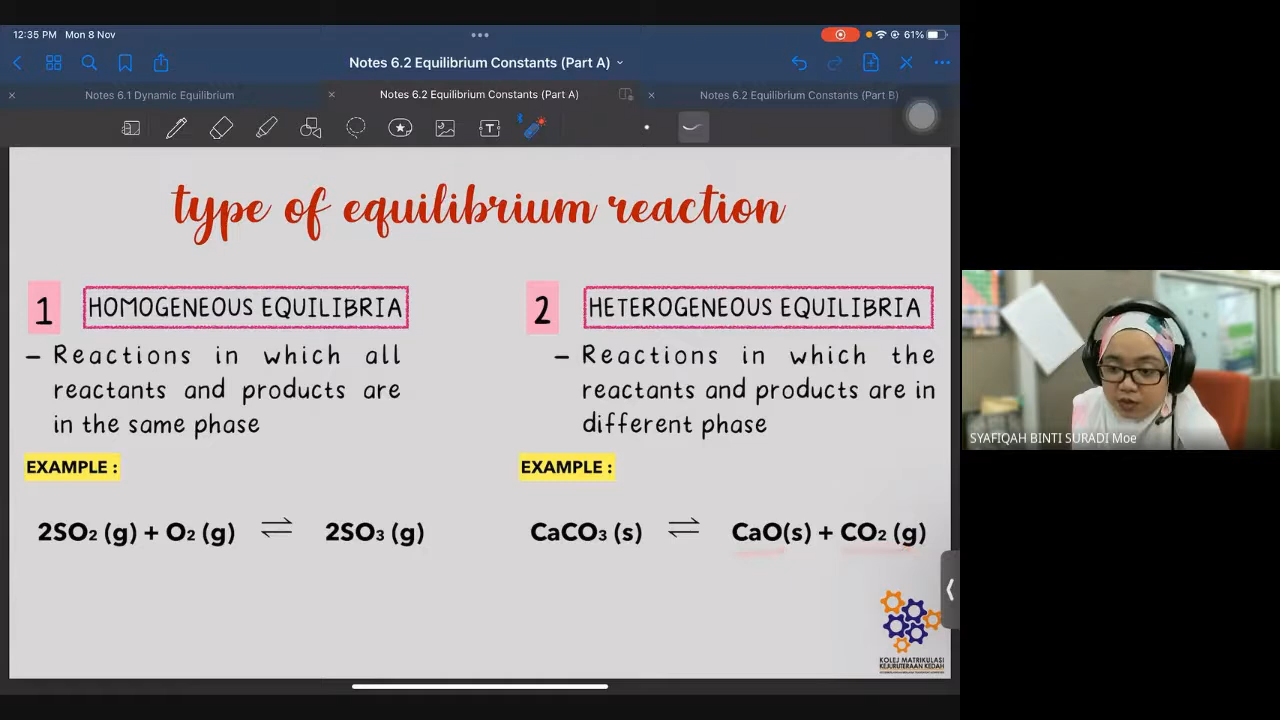 12:35 PM Mon 8 Nov
61%
Notes 6.2 Equilibrium Constants (Part A)
Notes 6.1 Dynamic Equilibrium
Notes 6.2 Equilibrium Constants (Part A)
Notes 6.2 Equilibrium Constants (Part B)
type of equilibrium reaction
1 HOMOGENEOUS EQUILIBRIA
– Reactions in which all
reactants and products are
in the same phase
EXAMPLE :
2SO₂ (g) + O₂ (g) ⇌ 2SO₃ (g)
2 HETEROGENEOUS EQUILIBRIA
– Reactions in which the
reactants and products are in
different phase
EXAMPLE :
CaCO₃ (s) ⇌ CaO(s) + CO₂ (g)
KOLEJ MATRIKULASI
KEJURUTERAAN KEDAH
SYAFIQAH BINTI SURADI Moe